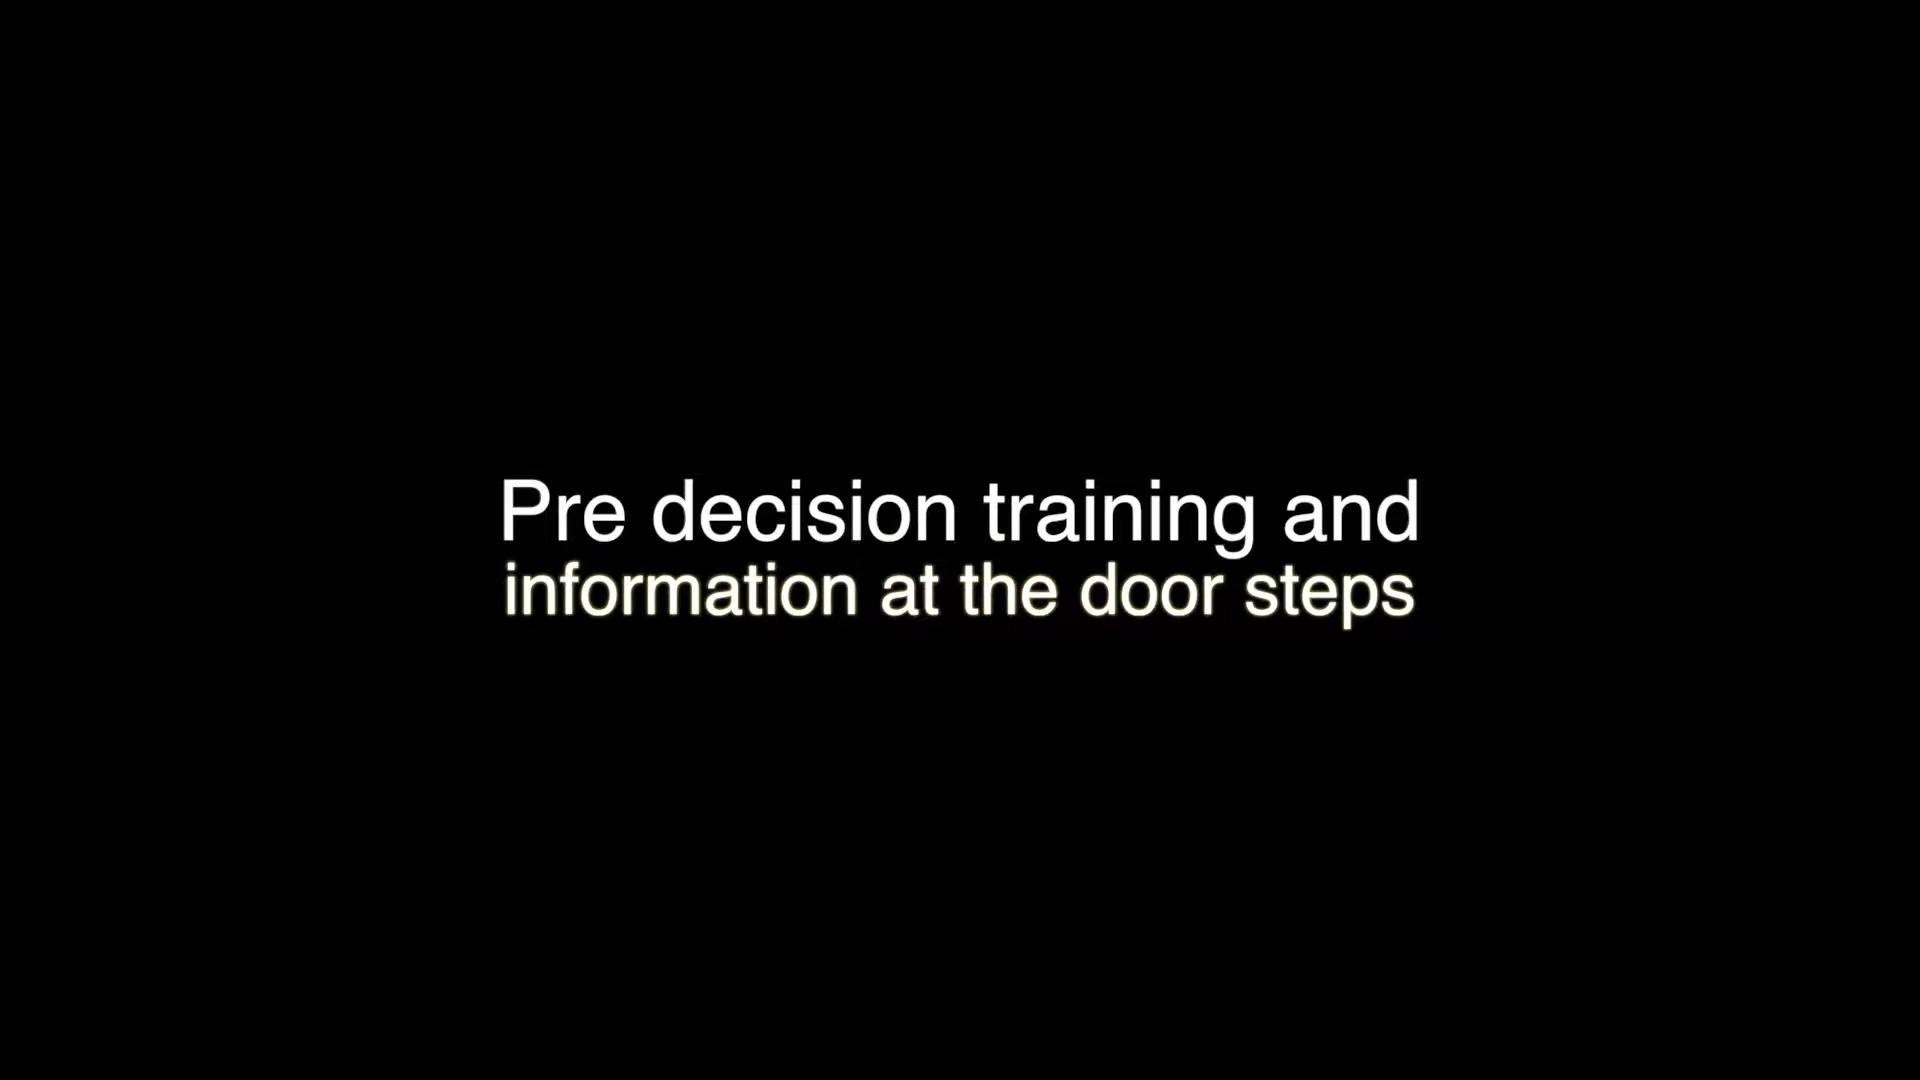 Pre decision training and
information at the door steps